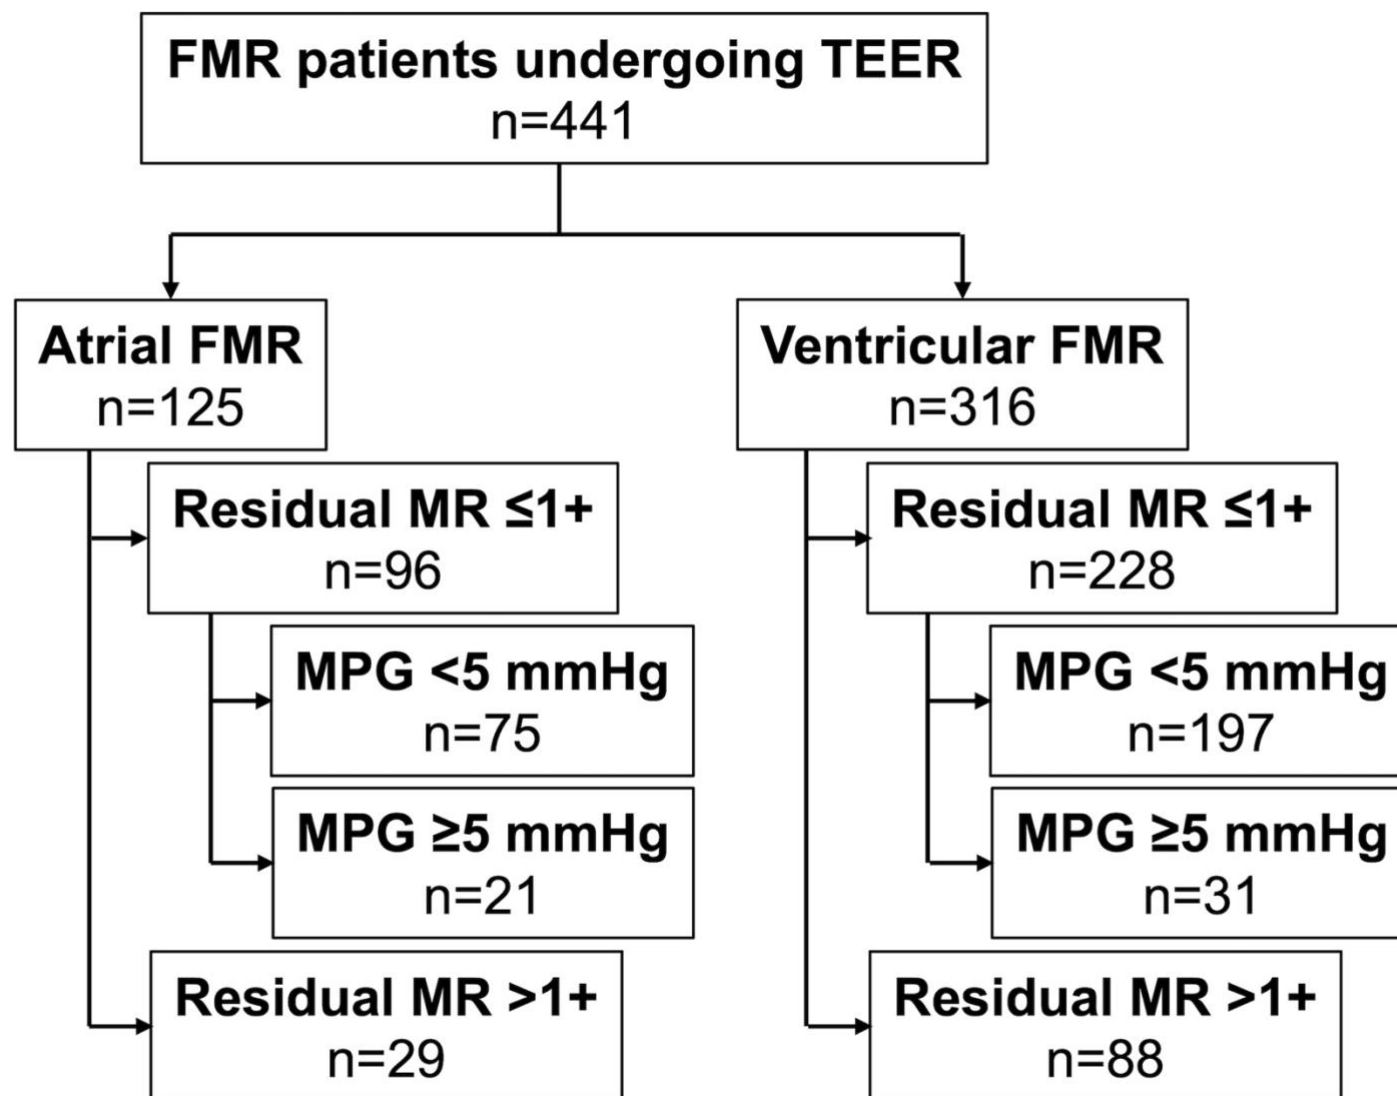 FMR patients undergoing TEER
n=441
Atrial FMR
n=125
Residual MR ≤1+
n=96
MPG <5 mmHg
n=75
MPG ≥5 mmHg
n=21
Residual MR >1+
n=29
Ventricular FMR
n=316
Residual MR ≤1+
n=228
MPG <5 mmHg
n=197
MPG ≥5 mmHg
n=31
Residual MR >1+
n=88